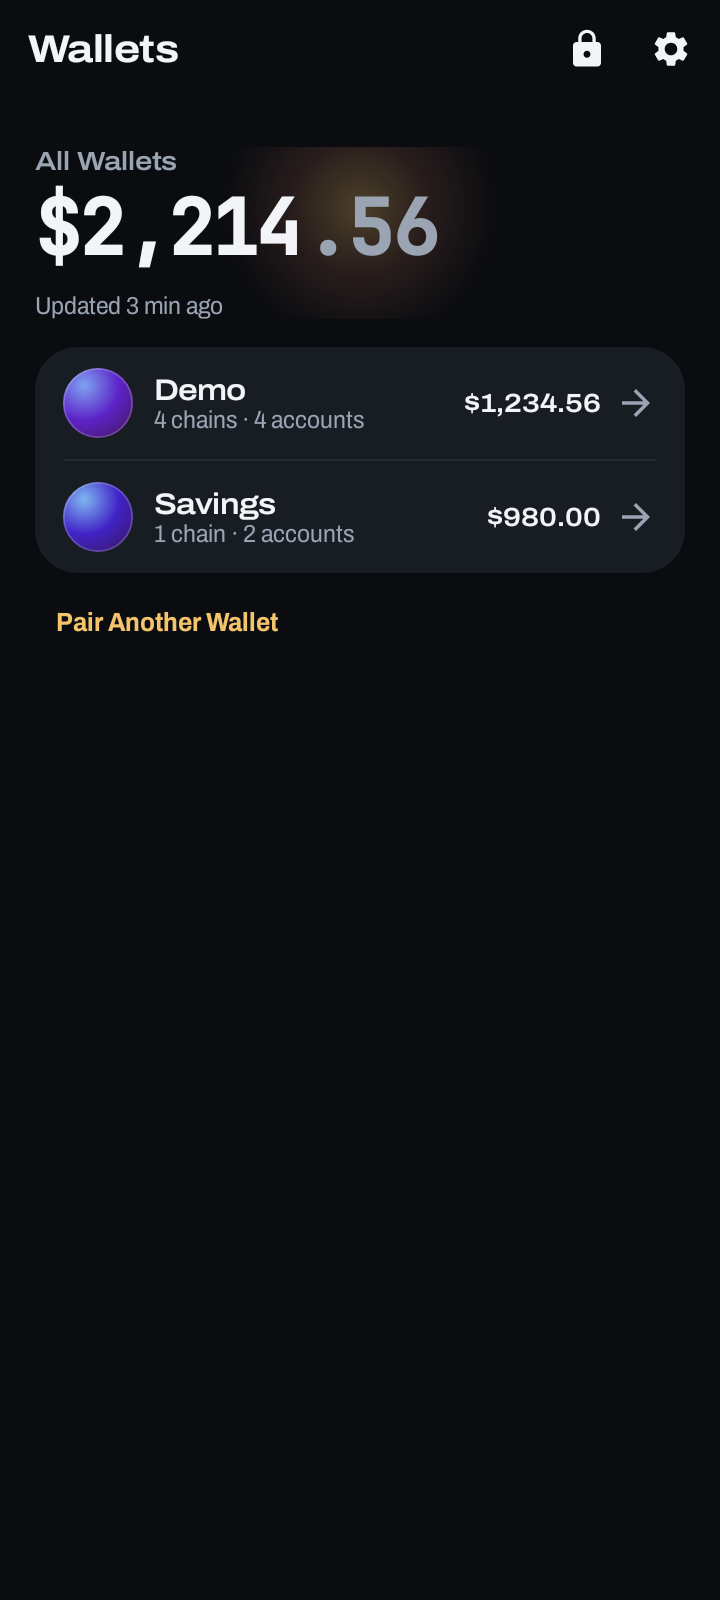 Wallets
All Wallets
$2,214.56
Updated 3 min ago
Demo
4 chains · 4 accounts
$1,234.56
Savings
1 chain · 2 accounts
$980.00
Pair Another Wallet